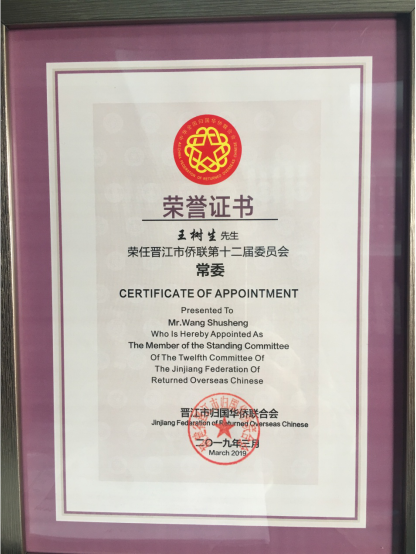 荣誉证书
王树生 先生
荣任晋江市侨联第十二届委员会
常委
CERTIFICATE OF APPOINTMENT
Presented To
Mr.Wang Shusheng
Who Is Hereby Appointed As
The Member of the Standing Committee
Of The Twelfth Committee Of
The Jinjiang Federation Of
Returned Overseas Chinese
晋江市归国华侨联合会
Jinjiang Federation of Returned Overseas Chinese
二〇一九年三月
March 2019